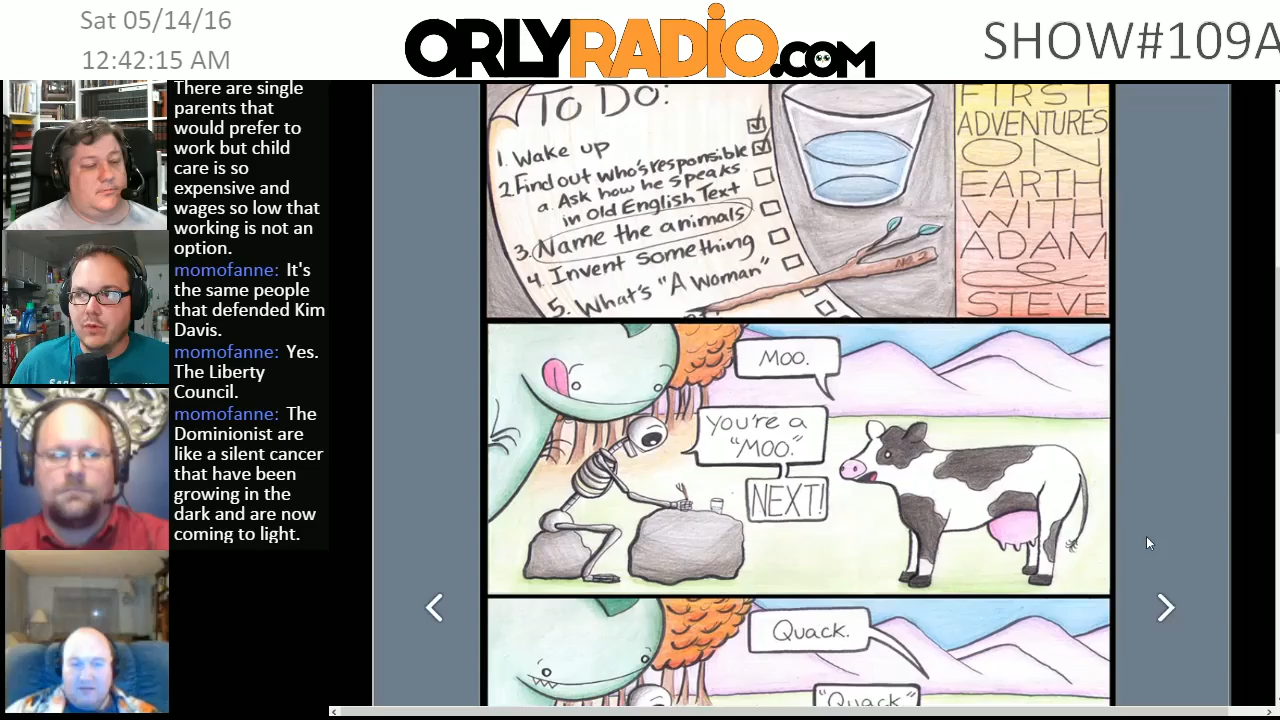 Sat 05/14/16
12:42:15 AM
ORLYRADIO.COM
SHOW#109A
There are single
parents that
would prefer to
work but child
care is so
expensive and
wages so low that
working is not an
option.
momofanne: It's
the same people
that defended Kim
Davis.
momofanne: Yes.
The Liberty
Council.
momofanne: The
Dominionist are
like a silent cancer
that have been
growing in the
dark and are now
coming to light.
To Do:
1. Wake up
2. Find out who's responsible
a. Ask how he speaks
in Old English Text
3. Name the animals
4. Invent something
5. What's "A Woman"
No. 2
FIRST
ADVENTURES
ON
EARTH
WITH
ADAM
&
STEVE
Moo.
You're a
"Moo."
NEXT!
Quack.
"Quack"